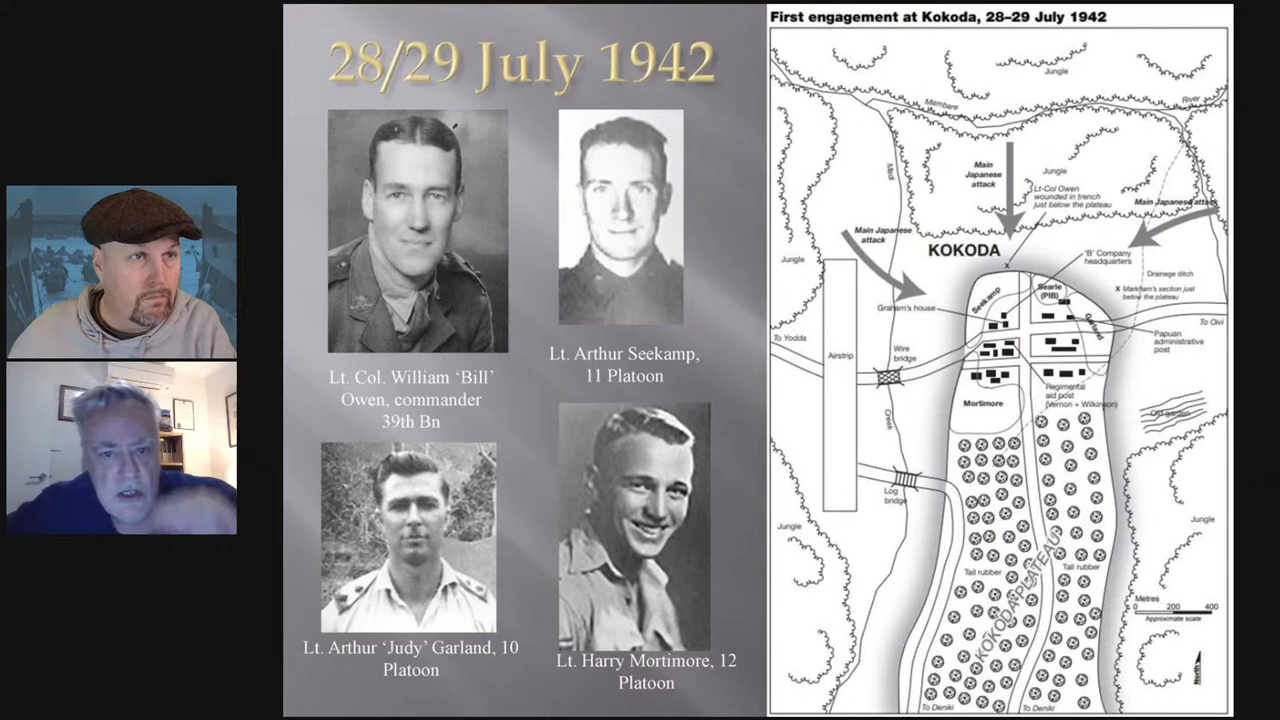 28/29 July 1942
Lt. Col. William ‘Bill’
Owen, commander
39th Bn
Lt. Arthur Seekamp,
11 Platoon
Lt. Arthur ‘Judy’ Garland, 10
Platoon
Lt. Harry Mortimore, 12
Platoon
First engagement at Kokoda, 28–29 July 1942
Jungle
Mambare
River
Madi
Main
Japanese
attack
Jungle
Lt-Col Owen
wounded in trench
just below the plateau
Main Japanese attack
Main Japanese
attack
KOKODA
x
‘B’ Company
headquarters
Jungle
Drainage ditch
Seekamp
Searle
(PIB)
X Markham's section just
below the plateau
Graham's house
Garland
To Oivi
To Yodda
Airstrip
Wire
bridge
Papuan
administrative
post
Regimental
aid post
(Vernon + Wilkinson)
Mortimore
Creek
Old garden
Log
bridge
Jungle
Jungle
Tall rubber
Tall rubber
KOKODA PLATEAU
Metres
0 200 400
Approximate scale
North
To Deniki
To Deniki